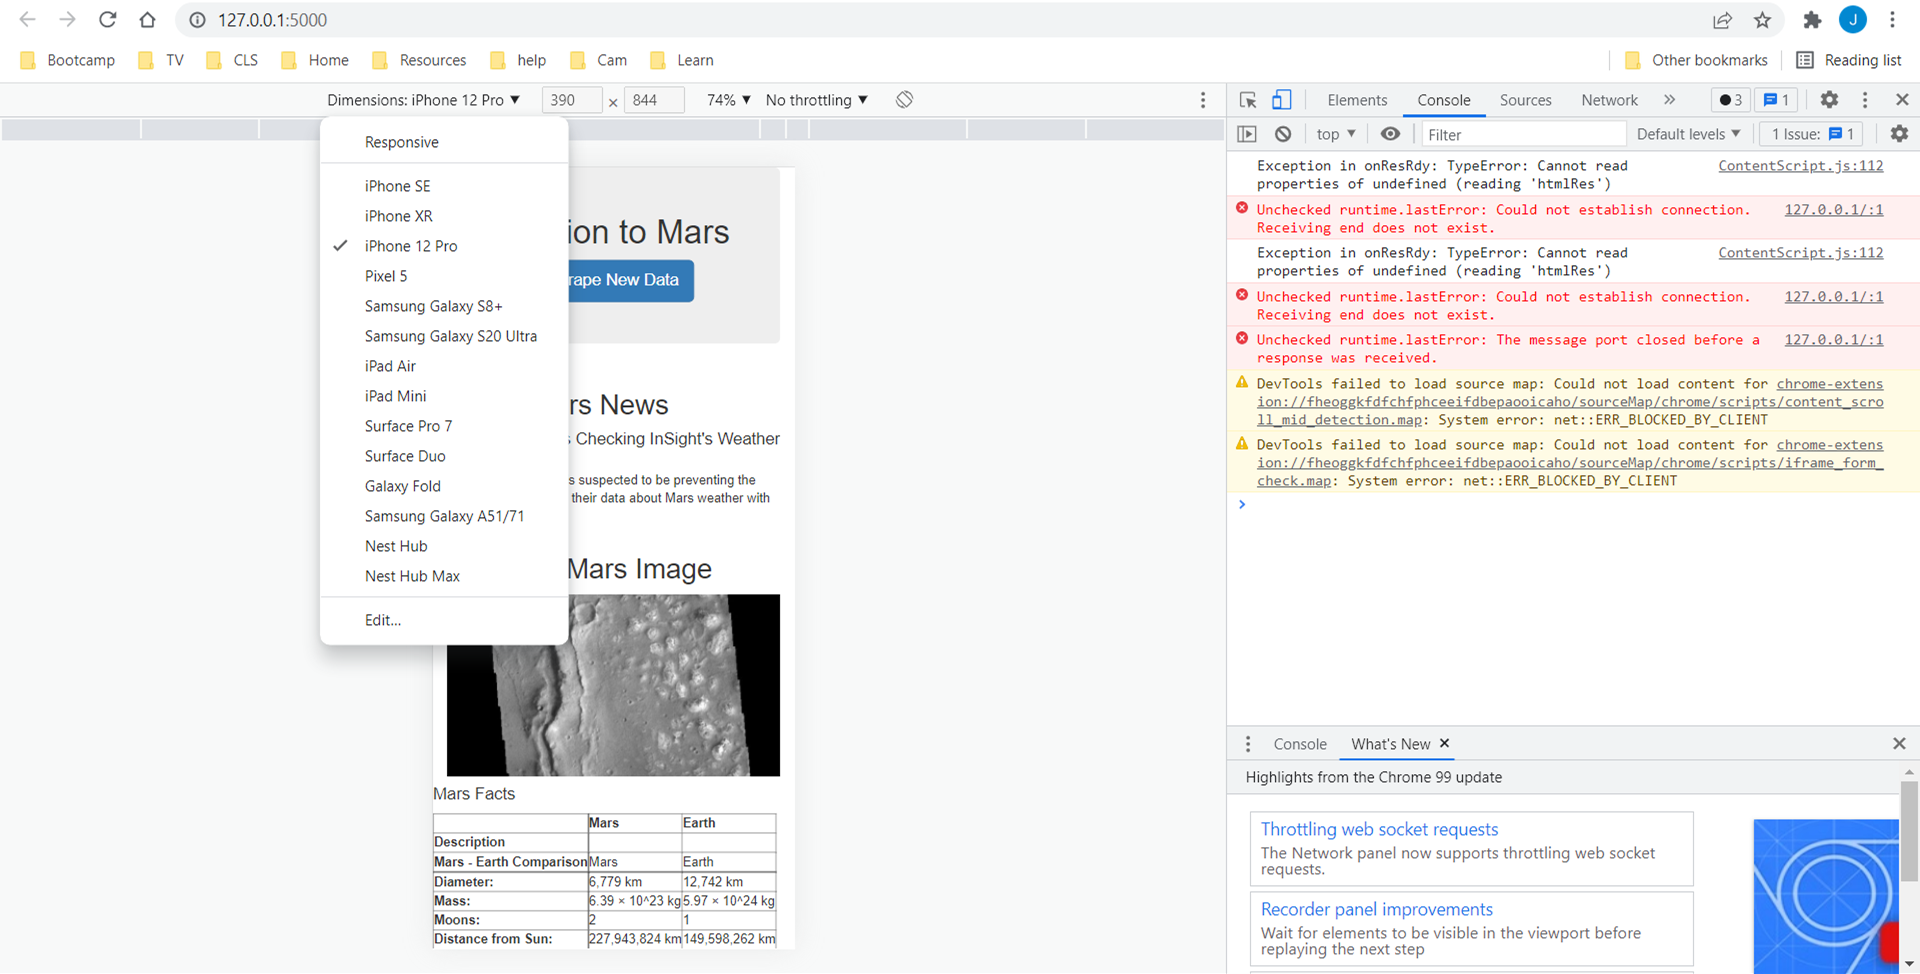 127.0.0.1:5000
J
Bootcamp TV CLS Home Resources help Cam Learn Other bookmarks Reading list
Dimensions: iPhone 12 Pro ▼ 390 × 844 74% ▼ No throttling ▼
Responsive
iPhone SE
iPhone XR
iPhone 12 Pro
Pixel 5
Samsung Galaxy S8+
Samsung Galaxy S20 Ultra
iPad Air
iPad Mini
Surface Pro 7
Surface Duo
Galaxy Fold
Samsung Galaxy A51/71
Nest Hub
Nest Hub Max
Edit...
ion to Mars
rape New Data
rs News
s Checking InSight's Weather
s suspected to be preventing the
their data about Mars weather with
Mars Image
Mars Facts
Mars Earth
Description
Mars - Earth Comparison Mars Earth
Diameter: 6,779 km 12,742 km
Mass: 6.39 × 10^23 kg 5.97 × 10^24 kg
Moons: 2 1
Distance from Sun: 227,943,824 km 149,598,262 km
Elements Console Sources Network » 3 1
top ▼ Filter Default levels ▼ 1 Issue: 1
Exception in onResRdy: TypeError: Cannot read ContentScript.js:112
properties of undefined (reading 'htmlRes')
Unchecked runtime.lastError: Could not establish connection. 127.0.0.1/:1
Receiving end does not exist.
Exception in onResRdy: TypeError: Cannot read ContentScript.js:112
properties of undefined (reading 'htmlRes')
Unchecked runtime.lastError: Could not establish connection. 127.0.0.1/:1
Receiving end does not exist.
Unchecked runtime.lastError: The message port closed before a 127.0.0.1/:1
response was received.
DevTools failed to load source map: Could not load content for chrome-extens
ion://fheoggkfdfchfphceeifdbepaooicaho/sourceMap/chrome/scripts/content_scro
ll_mid_detection.map: System error: net::ERR_BLOCKED_BY_CLIENT
DevTools failed to load source map: Could not load content for chrome-extens
ion://fheoggkfdfchfphceeifdbepaooicaho/sourceMap/chrome/scripts/iframe_form_
check.map: System error: net::ERR_BLOCKED_BY_CLIENT
Console What's New
Highlights from the Chrome 99 update
Throttling web socket requests
The Network panel now supports throttling web socket
requests.
Recorder panel improvements
Wait for elements to be visible in the viewport before
replaying the next step